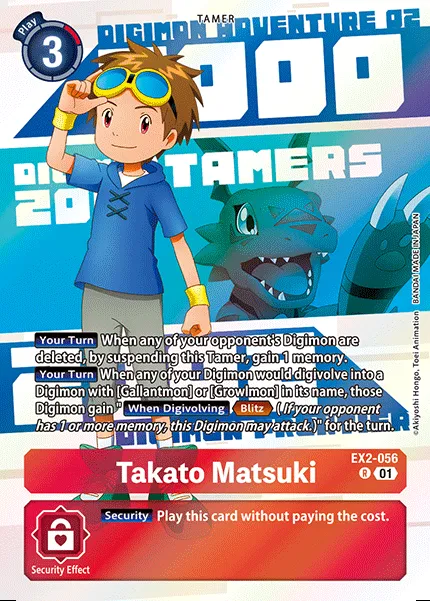 TAMER
Play
3
DIGIMON ADVENTURE 02
2000
DIGIMON TAMERS
Your Turn When any of your opponent's Digimon are
deleted, by suspending this Tamer, gain 1 memory.
Your Turn When any of your Digimon would digivolve into a
Digimon with [Gallantmon] or [Growlmon] in its name, those
Digimon gain " When Digivolving Blitz (If your opponent
has 1 or more memory, this Digimon may attack.)" for the turn.
©Akiyoshi Hongo, Toei Animation BANDAI MADE IN JAPAN
Takato Matsuki
EX2-056
R 01
Security Play this card without paying the cost.
Security Effect